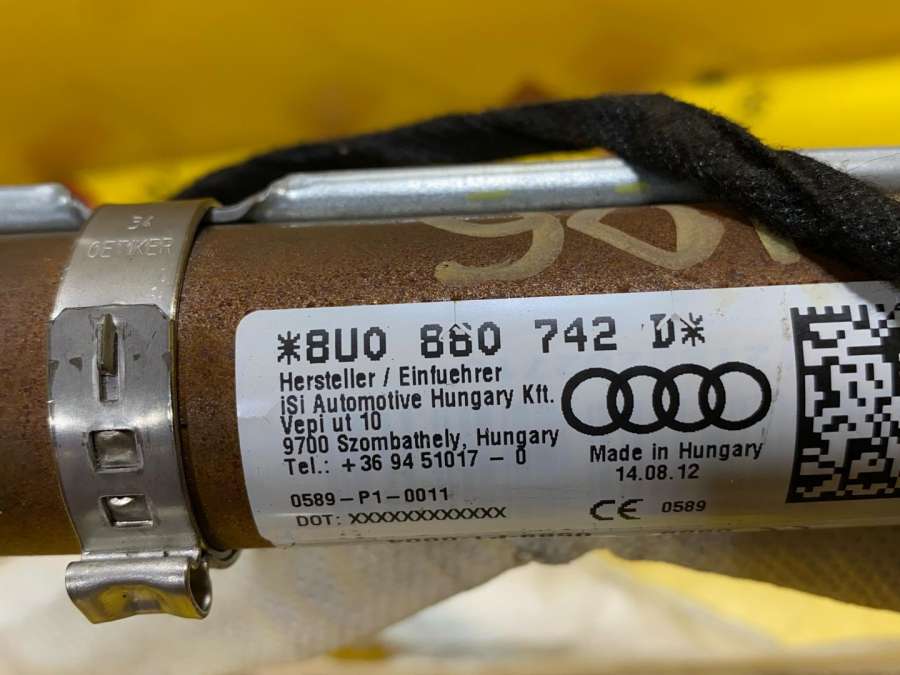 34
OETIKER
*8U0 880 742 D*
Hersteller / Einfuehrer
iSi Automotive Hungary Kft.
Vepi ut 10
9700 Szombathely, Hungary
Tel.: +36 94 51017 - 0
Made in Hungary
14.08.12
0589-P1-0011
DOT: XXXXXXXXXXXX
CE 0589